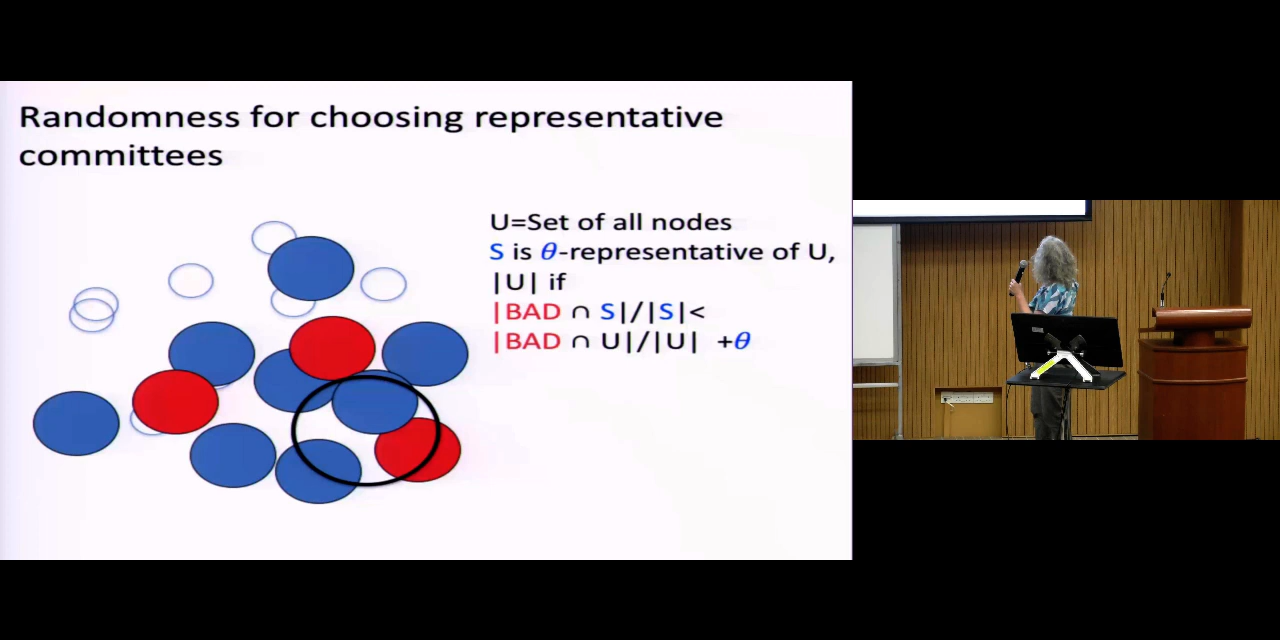 Randomness for choosing representative
committees
U=Set of all nodes
S is θ-representative of U,
|U| if
|BAD ∩ S|/|S|<
|BAD ∩ U|/|U| +θ